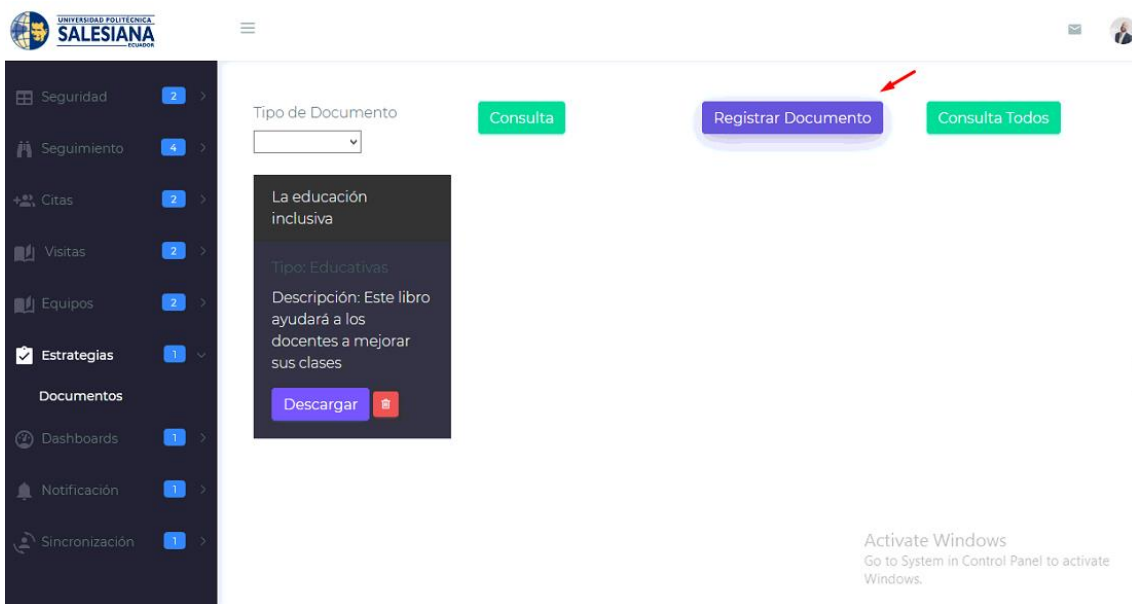 UNIVERSIDAD POLITÉCNICA
SALESIANA
ECUADOR
Seguridad 2
Seguimiento 4
Citas 2
Visitas 2
Equipos 2
Estrategias 1
Documentos
Dashboards 1
Notificación 1
Sincronización 1
Tipo de Documento
Consulta
Registrar Documento
Consulta Todos
La educación
inclusiva
Tipo: Educativas
Descripción: Este libro
ayudará a los
docentes a mejorar
sus clases
Descargar
Activate Windows
Go to System in Control Panel to activate
Windows.